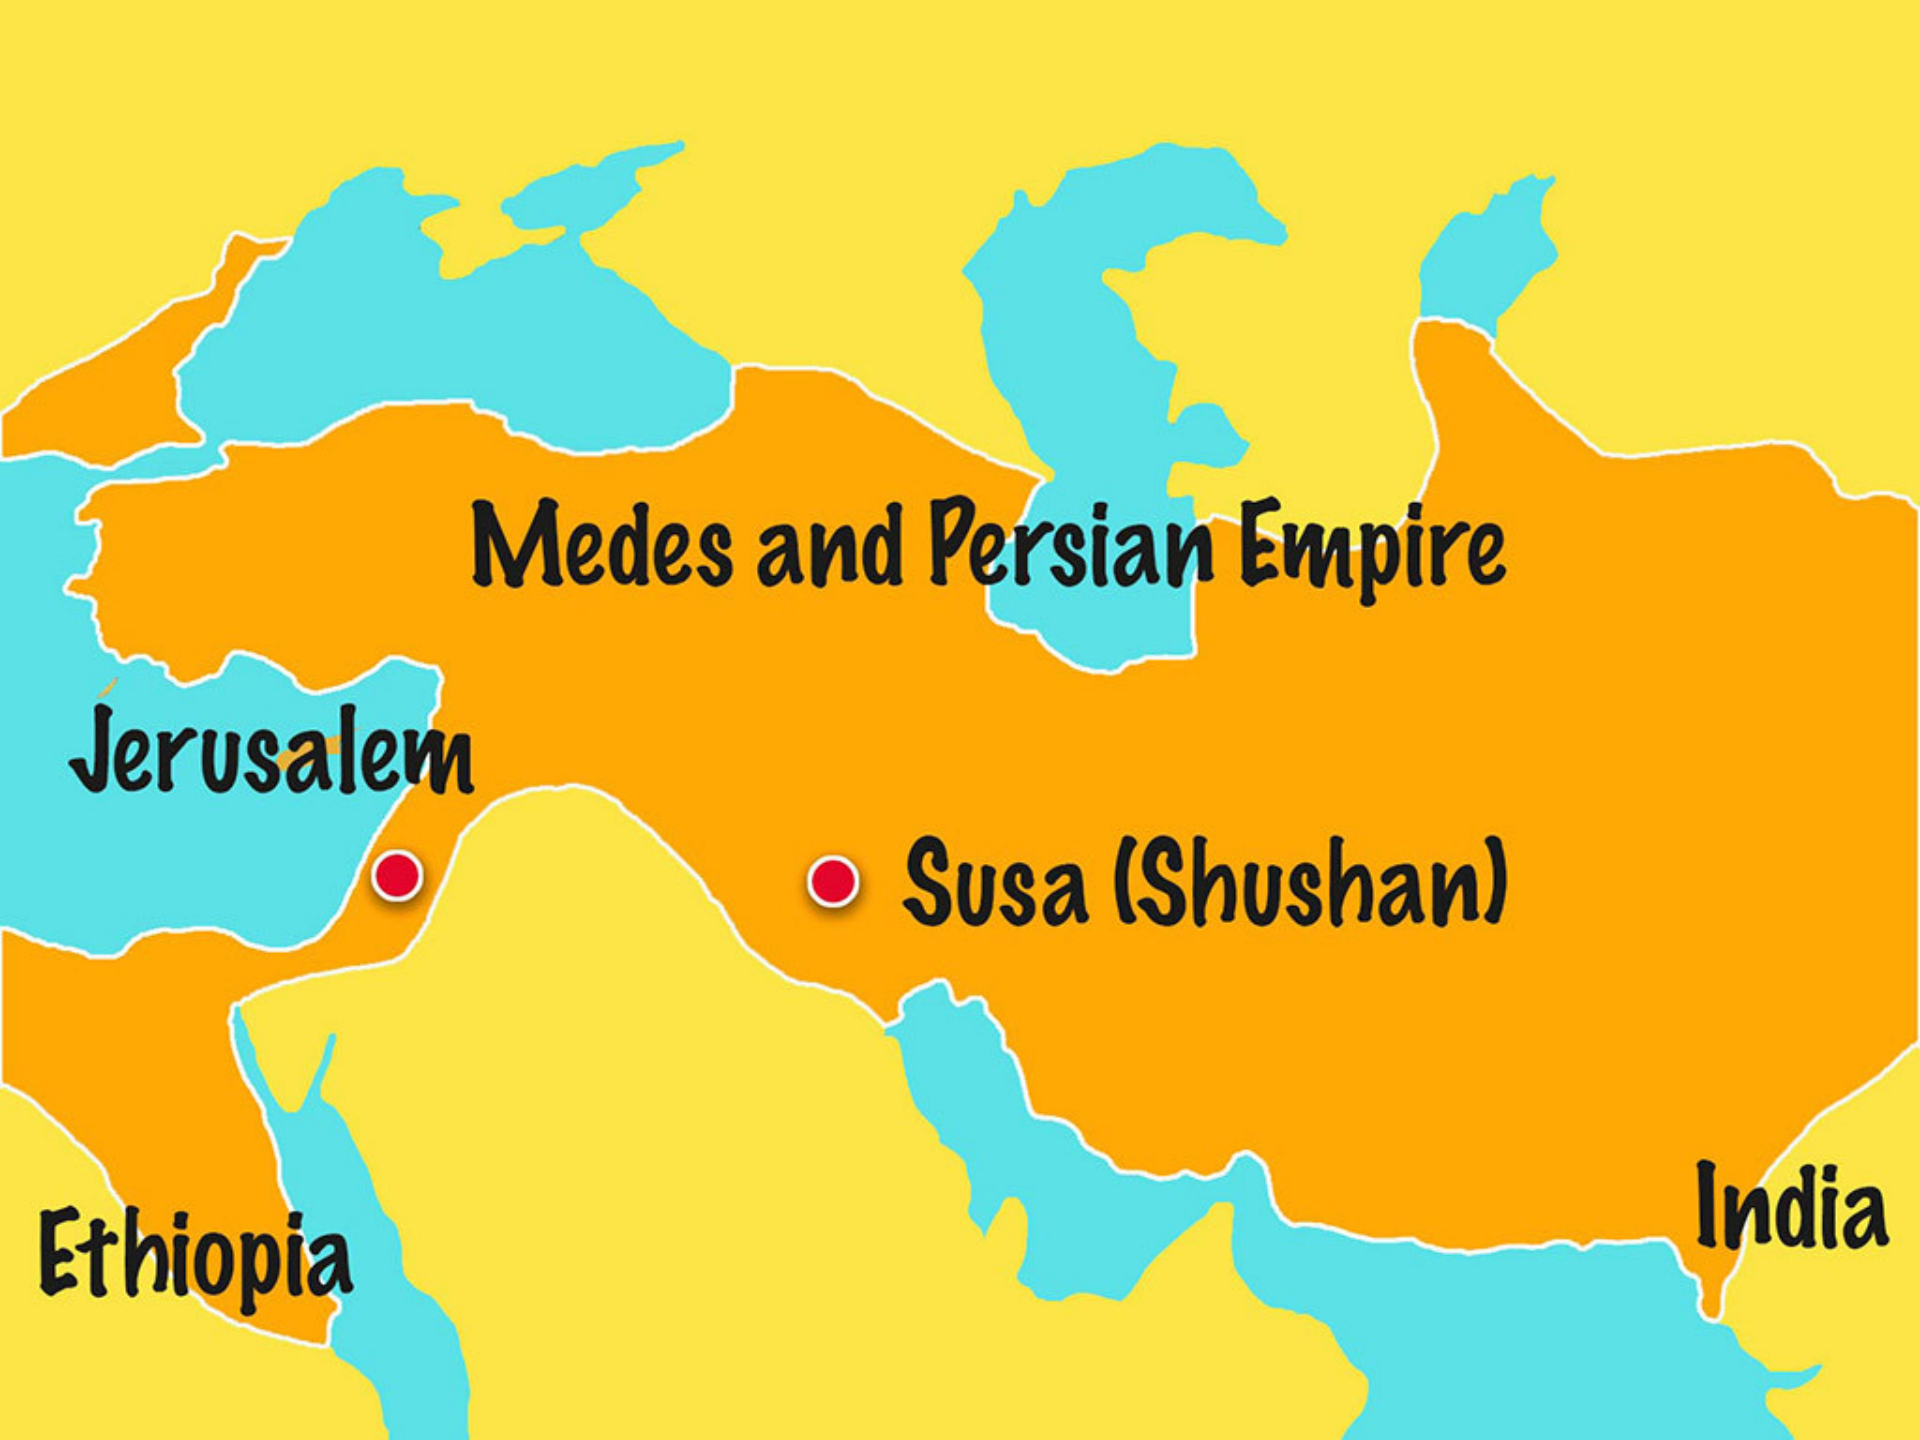 Medes and Persian Empire
Jerusalem
Susa (Shushan)
Ethiopia
India